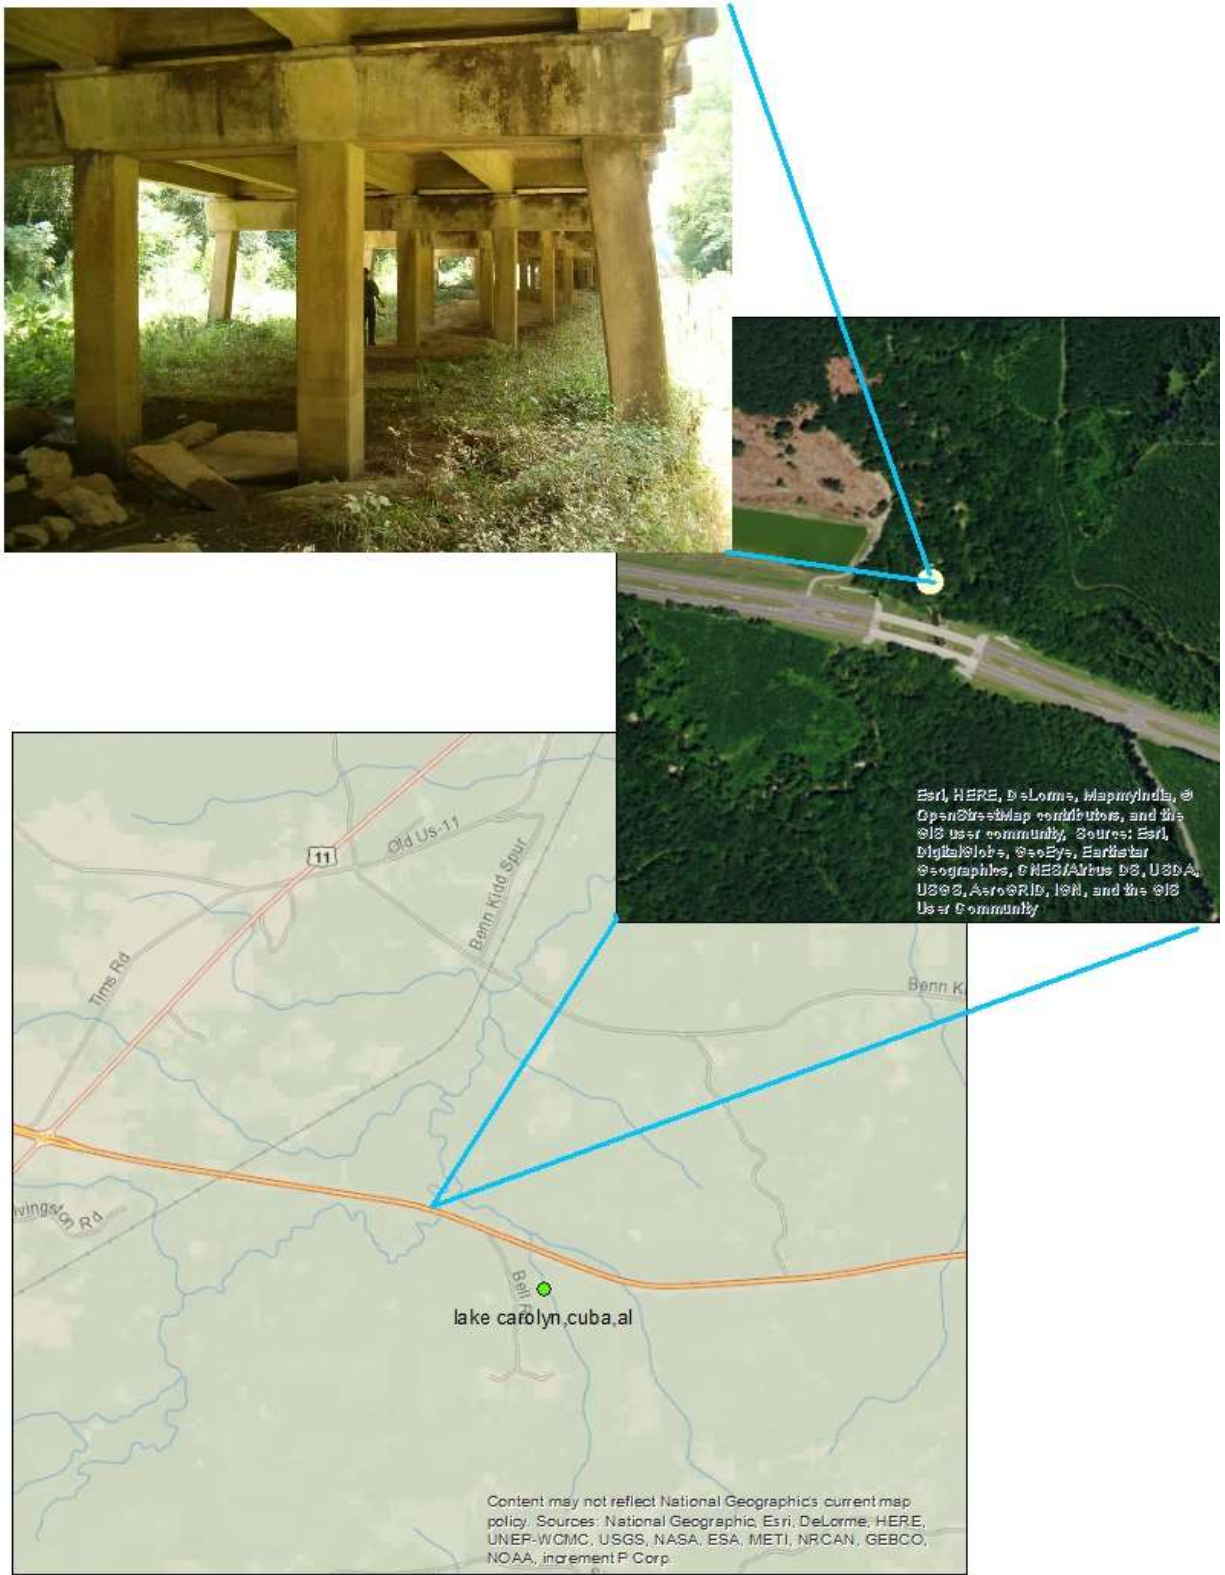 Esri, HERE, DeLorme, MapmyIndia, ©
OpenStreetMap contributors, and the
GIS user community, Source: Esri,
DigitalGlobe, GeoEye, Earthstar
Geographics, CNES/Airbus DS, USDA,
USGS, AeroGRID, IGN, and the GIS
User Community
Old Us-11
11
Benn Kidd Spur
Tims Rd
Benn K
ivingston Rd
Bell R
lake carolyn,cuba,al
Content may not reflect National Geographic's current map
policy. Sources: National Geographic, Esri, DeLorme, HERE,
UNEP-WCMC, USGS, NASA, ESA, METI, NRCAN, GEBCO,
NOAA, increment P Corp.